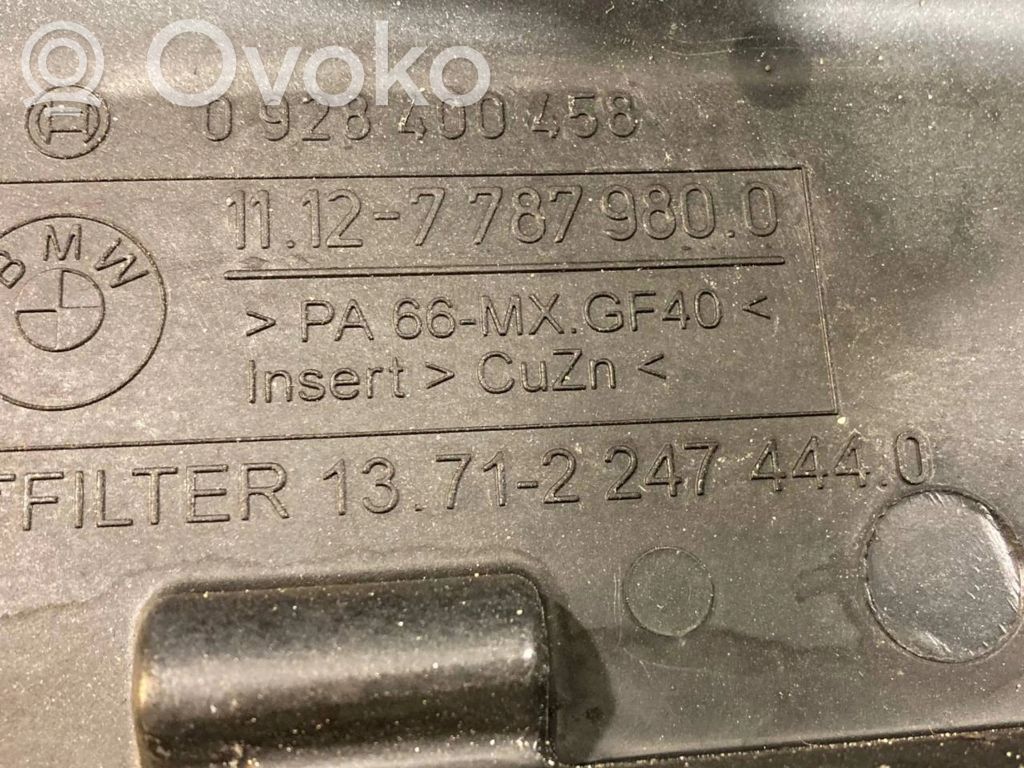 Ovoko
0 928 400 458
11.12-7 787 980.0
BMW
> PA 66-MX.GF40 <
Insert > CuZn <
TFILTER 13.71-2 247 444.0